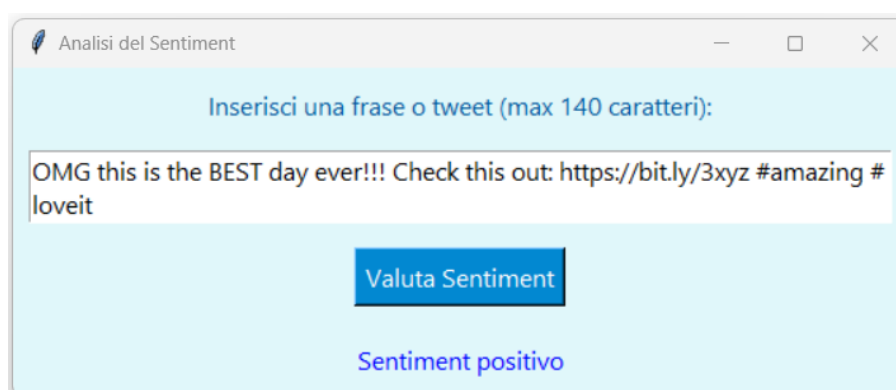 Analisi del Sentiment
Inserisci una frase o tweet (max 140 caratteri):
OMG this is the BEST day ever!!! Check this out: https://bit.ly/3xyz #amazing #
loveit
Valuta Sentiment
Sentiment positivo